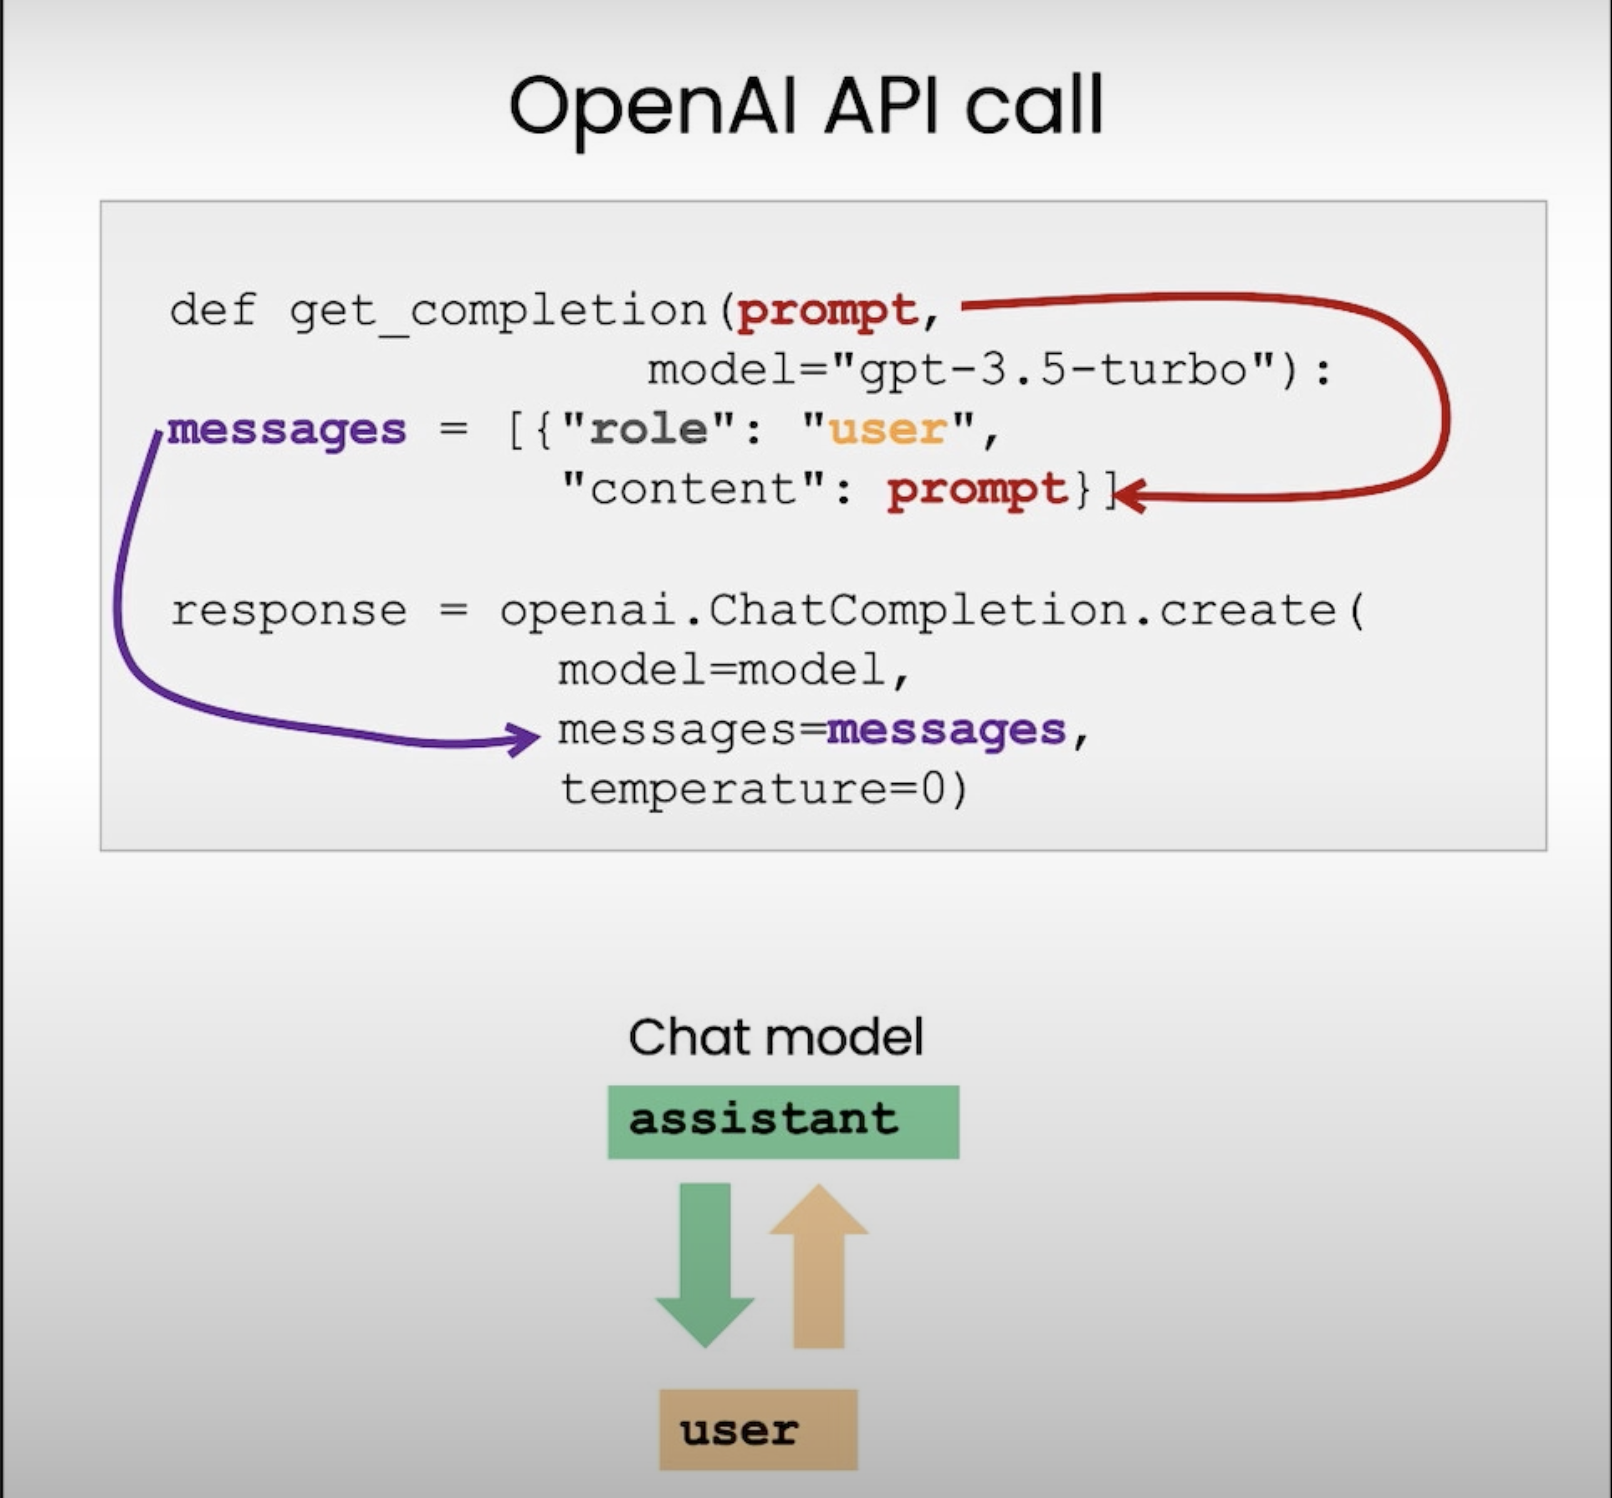 OpenAI API call
def get_completion(prompt,
model="gpt-3.5-turbo"):
messages = [{"role": "user",
"content": prompt}]
response = openai.ChatCompletion.create(
model=model,
messages=messages,
temperature=0)
Chat model
assistant
user